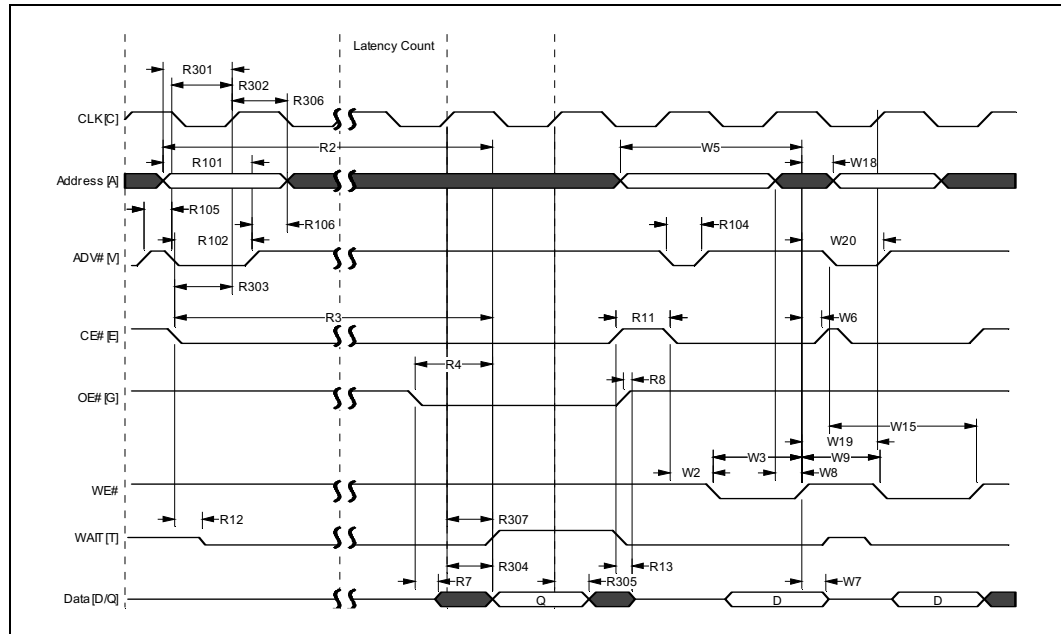 Latency Count
R301
R302
R306
CLK [C]
R2
W5
R101
W18
Address [A]
R105
R106
R104
R102
W20
ADV# [V]
R303
R3
R11
W6
CE# [E]
R4
R8
OE# [G]
W15
W19
W3
W9
W2
W8
WE#
R12
R307
WAIT [T]
R304
R13
R7
R305
W7
Data [D/Q]
Q
D
D